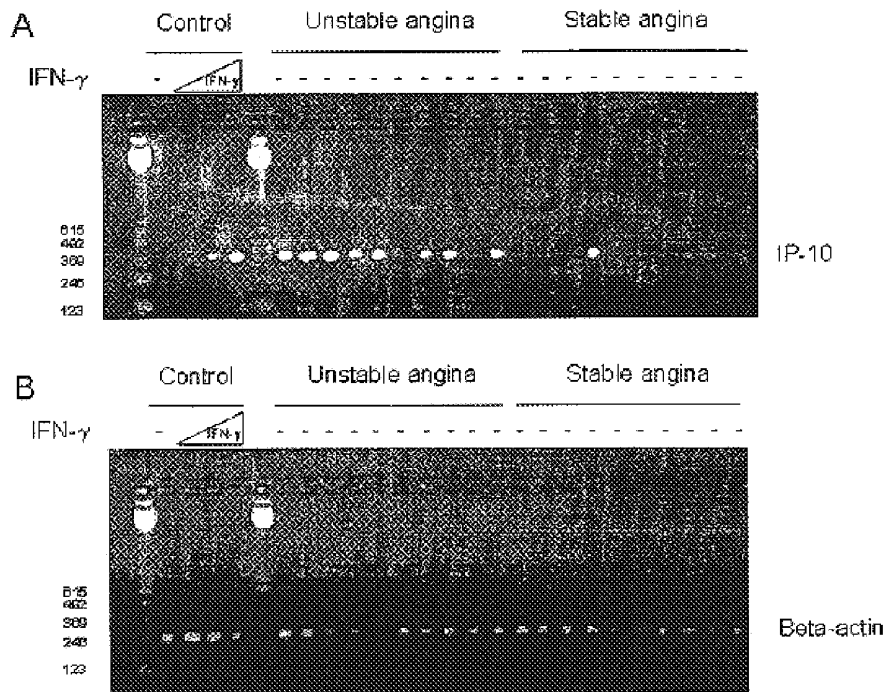 A
Control Unstable angina Stable angina
IFN-γ - IFN-γ - - - - - - - - - - - - - - - - - - - -
615
492
369
246
123
IP-10
B
Control Unstable angina Stable angina
IFN-γ - IFN-γ - - - - - - - - - - - - - - - - - - - -
615
492
369
246
123
Beta-actin